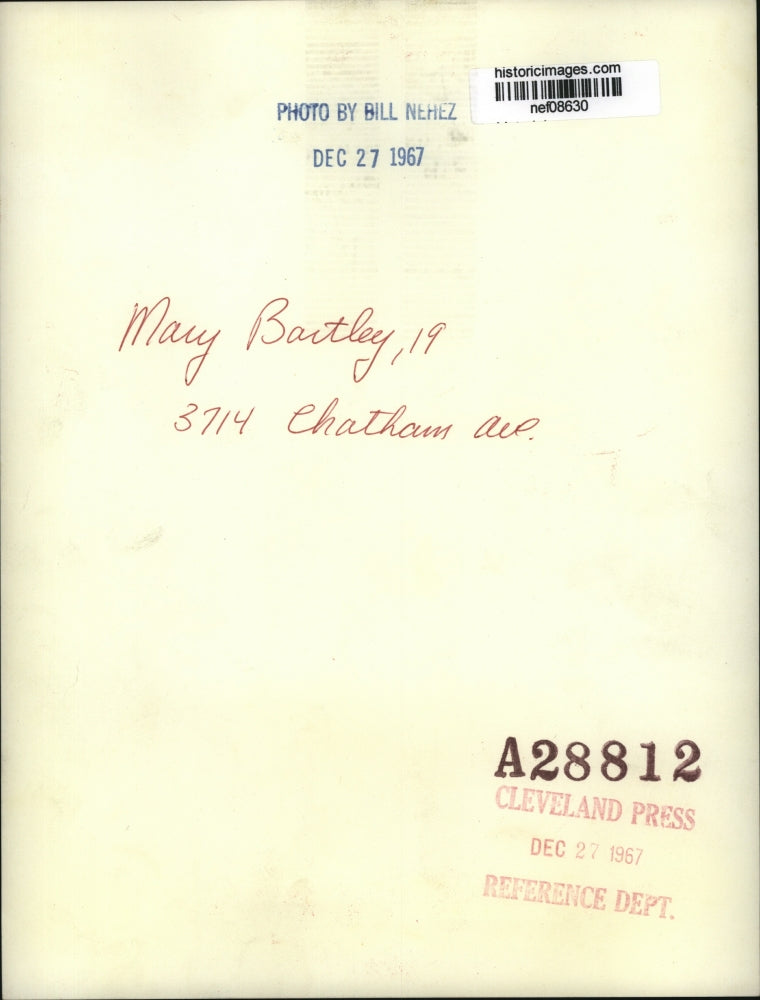 historicimages.com
nef08630
PHOTO BY BILL NEHEZ
DEC 27 1967
Mary Bartley, 19
3714 Chatham Ave.
A28812
CLEVELAND PRESS
DEC 27 1967
REFERENCE DEPT.